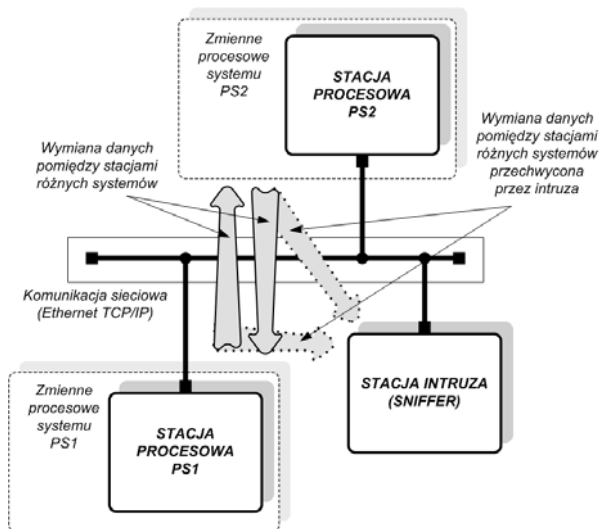 Zmienne
procesowe
systemu
PS2
STACJA
PROCESOWA
PS2
Wymiana danych
pomiędzy stacjami
różnych systemów
Wymiana danych
pomiędzy stacjami
różnych systemów
przechwycona
przez intruza
Komunikacja sieciowa
(Ethernet TCP/IP)
STACJA INTRUZA
(SNIFFER)
Zmienne
procesowe
systemu
PS1
STACJA
PROCESOWA
PS1